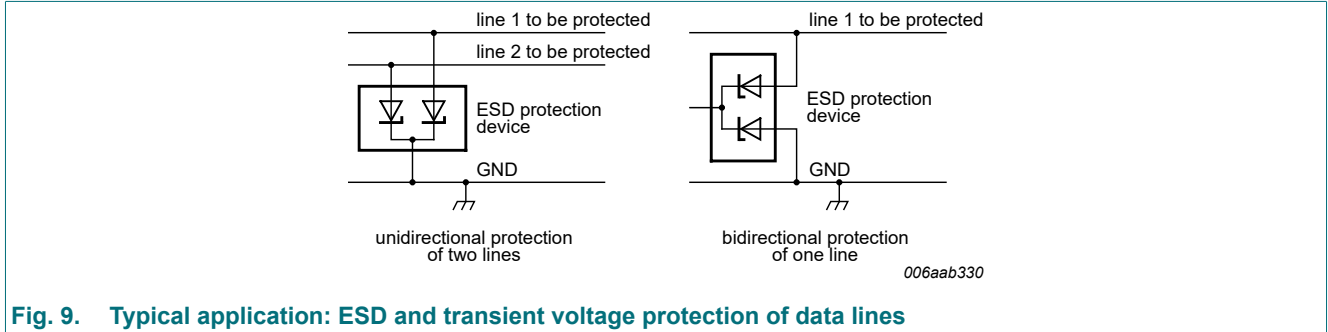 line 1 to be protected
line 2 to be protected
ESD protection
device
GND
unidirectional protection
of two lines
line 1 to be protected
ESD protection
device
GND
bidirectional protection
of one line
006aab330
Fig. 9. Typical application: ESD and transient voltage protection of data lines